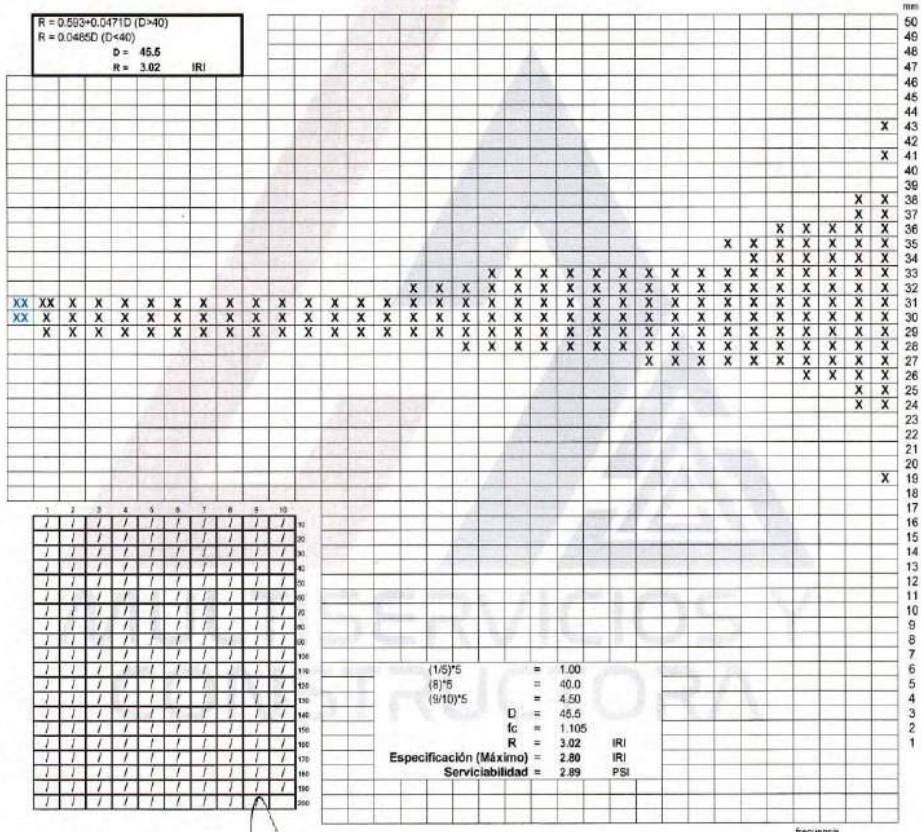 mm
R = 0.593+0.0471D (D>40)
R = 0.0485D (D<40)
D = 45.5
R = 3.02 IRI
50
49
48
47
46
45
44
X 43
42
X 41
40
39
X X 38
X X 37
X X X X X 36
X X X X X X X 35
X X X X X X 34
X X X X X X X X X X X X X X X X 33
X X X X X X X X X X X X X X X X X X X 32
XX XX X X X X X X X X X X X X X X X X X X X X X X X X X X X X X X X X 31
XX X X X X X X X X X X X X X X X X X X X X X X X X X X X X X X X X X 30
X X X X X X X X X X X X X X X X X X X X X X X X X X X X X X X X X 29
X X X X X X X X X X X X X X X X X 28
X X X X X X X X X X 27
X X X X 26
X X 25
X X 24
23
22
21
20
X 19
18
17
16
15
14
13
12
11
10
9
8
7
6
5
4
3
2
1
1 2 3 4 5 6 7 8 9 10
/ / / / / / / / / / 10
/ / / / / / / / / / 20
/ / / / / / / / / / 30
/ / / / / / / / / / 40
/ / / / / / / / / / 50
/ / / / / / / / / / 60
/ / / / / / / / / / 70
/ / / / / / / / / / 80
/ / / / / / / / / / 90
/ / / / / / / / / / 100
/ / / / / / / / / / 110
/ / / / / / / / / / 120
/ / / / / / / / / / 130
/ / / / / / / / / / 140
/ / / / / / / / / / 150
/ / / / / / / / / / 160
/ / / / / / / / / / 170
/ / / / / / / / / / 180
/ / / / / / / / / / 190
/ / / / / / / / / / 200
SERVICIOS Y
CONSTRUCTORA
(1/5)*5 = 1.00
(8)*5 = 40.0
(9/10)*5 = 4.50
D = 45.5
fc = 1.105
R = 3.02 IRI
Especificación (Máximo) = 2.80 IRI
Serviciabilidad = 2.89 PSI